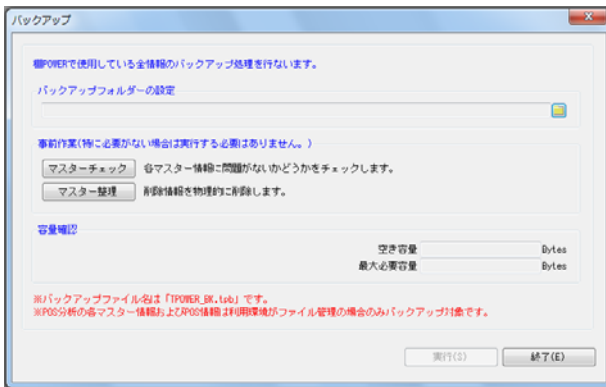 バックアップ
棚POWERで使用している全情報のバックアップ処理を行ないます。
バックアップフォルダーの設定
事前作業(特に必要がない場合は実行する必要はありません。)
マスターチェック 各マスター情報に問題がないかどうかをチェックします。
マスター整理 削除情報を物理的に削除します。
容量確認
空き容量 Bytes
最大必要容量 Bytes
※バックアップファイル名は「TPOWER_BK.tpb」です。
※POS分析の各マスター情報およびPOS情報は利用環境がファイル管理の場合のみバックアップ対象です。
実行(S) 終了(E)